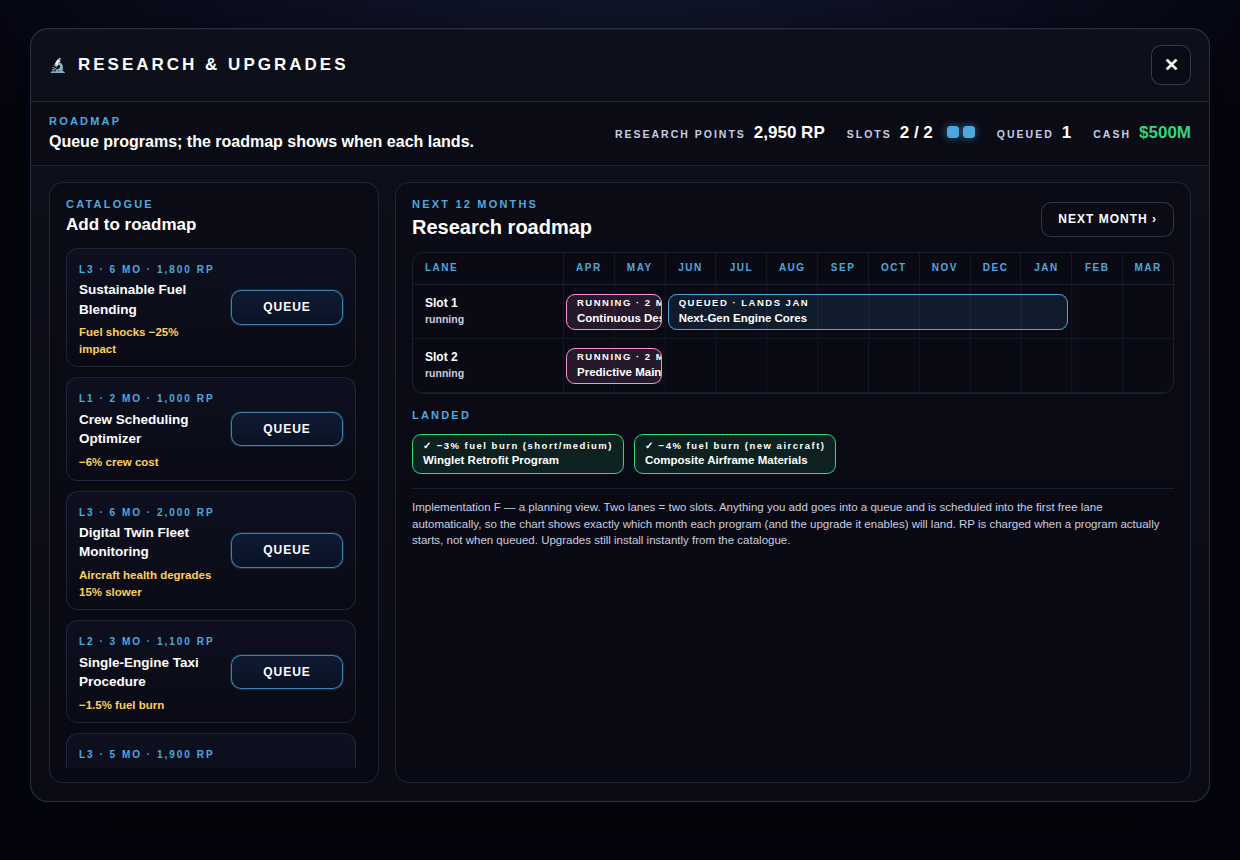 🔬 RESEARCH & UPGRADES
✕
ROADMAP
Queue programs; the roadmap shows when each lands.
RESEARCH POINTS 2,950 RP
SLOTS 2 / 2
QUEUED 1
CASH $500M
CATALOGUE
Add to roadmap
L3 · 6 MO · 1,800 RP
Sustainable Fuel
Blending
Fuel shocks −25%
impact
QUEUE
L1 · 2 MO · 1,000 RP
Crew Scheduling
Optimizer
−6% crew cost
QUEUE
L3 · 6 MO · 2,000 RP
Digital Twin Fleet
Monitoring
Aircraft health degrades
15% slower
QUEUE
L2 · 3 MO · 1,100 RP
Single-Engine Taxi
Procedure
−1.5% fuel burn
QUEUE
L3 · 5 MO · 1,900 RP
NEXT 12 MONTHS
Research roadmap
NEXT MONTH ›
LANE APR MAY JUN JUL AUG SEP OCT NOV DEC JAN FEB MAR
Slot 1
running
RUNNING · 2 M
Continuous Des
QUEUED · LANDS JAN
Next-Gen Engine Cores
Slot 2
running
RUNNING · 2 M
Predictive Main
LANDED
✓ −3% fuel burn (short/medium)
Winglet Retrofit Program
✓ −4% fuel burn (new aircraft)
Composite Airframe Materials
Implementation F — a planning view. Two lanes = two slots. Anything you add goes into a queue and is scheduled into the first free lane
automatically, so the chart shows exactly which month each program (and the upgrade it enables) will land. RP is charged when a program actually
starts, not when queued. Upgrades still install instantly from the catalogue.